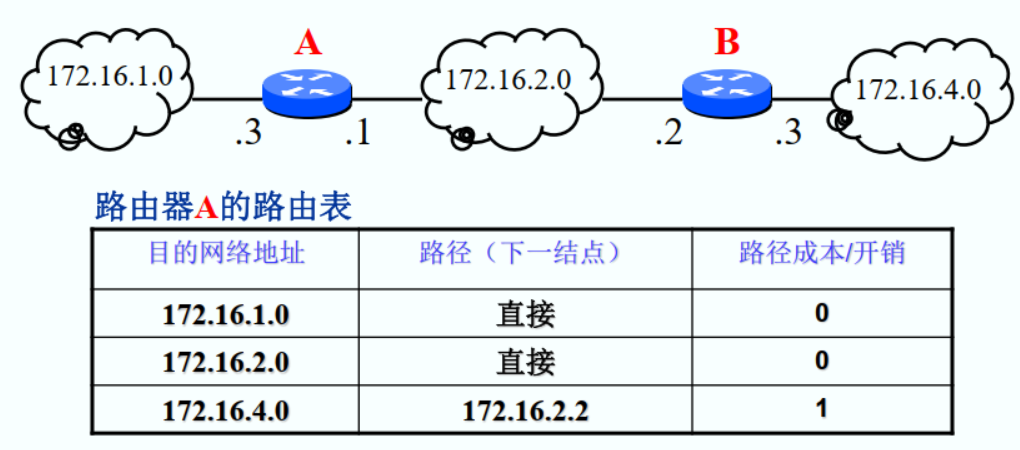 A
B
172.16.1.0
172.16.2.0
172.16.4.0
.3
.1
.2
.3
路由器A的路由表
目的网络地址 路径（下一结点） 路径成本/开销
172.16.1.0 直接 0
172.16.2.0 直接 0
172.16.4.0 172.16.2.2 1